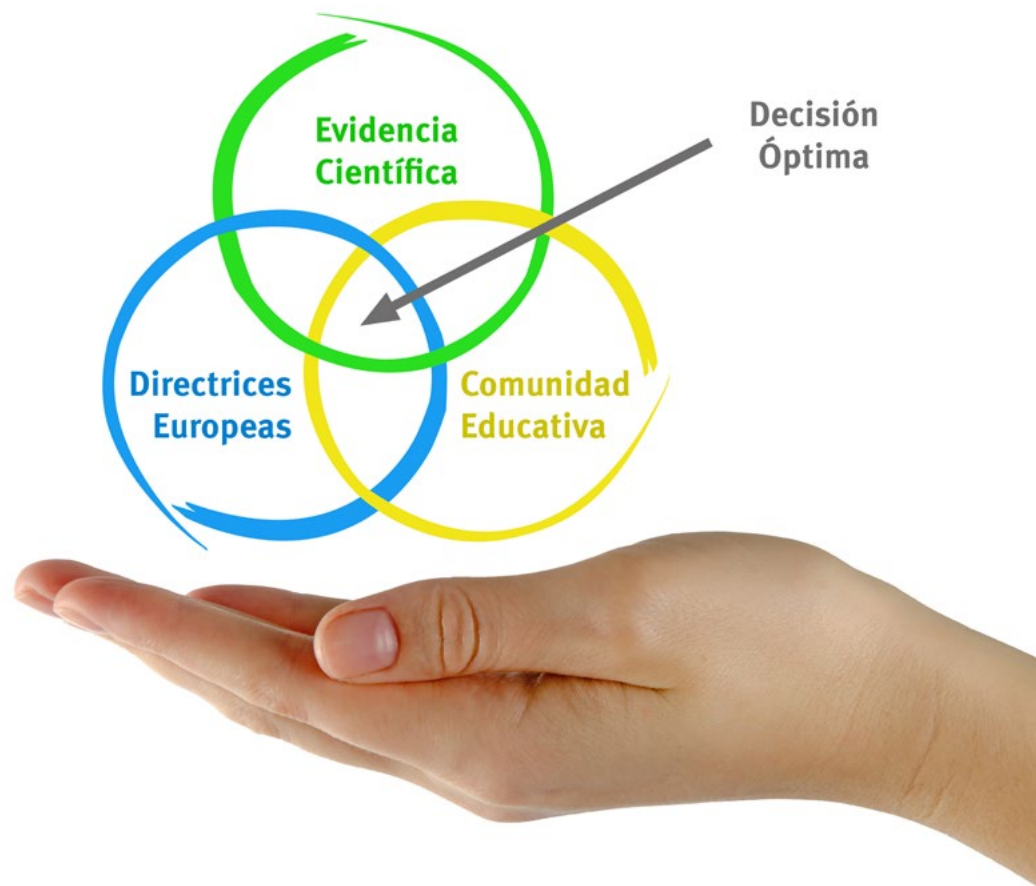 Evidencia
Científica
Decisión
Óptima
Directrices
Europeas
Comunidad
Educativa